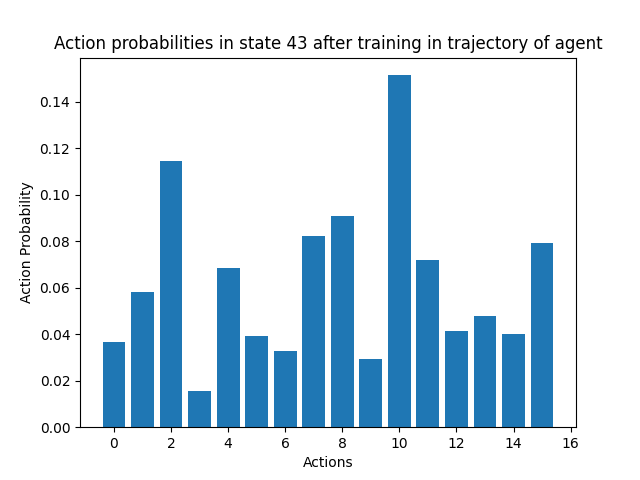 Action probabilities in state 43 after training in trajectory of agent
0.14
0.12
0.10
0.08
0.06
0.04
0.02
0.00
Action Probability
0 2 4 6 8 10 12 14 16
Actions